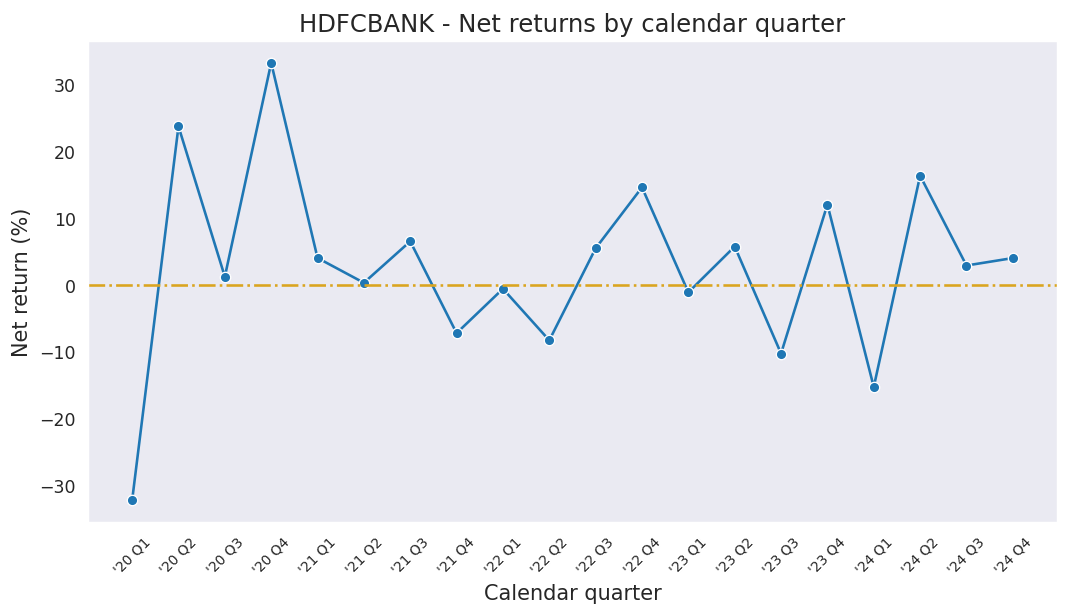 HDFCBANK - Net returns by calendar quarter
Net return (%)
30
20
10
0
−10
−20
−30
'20 Q1
'20 Q2
'20 Q3
'20 Q4
'21 Q1
'21 Q2
'21 Q3
'21 Q4
'22 Q1
'22 Q2
'22 Q3
'22 Q4
'23 Q1
'23 Q2
'23 Q3
'23 Q4
'24 Q1
'24 Q2
'24 Q3
'24 Q4
Calendar quarter